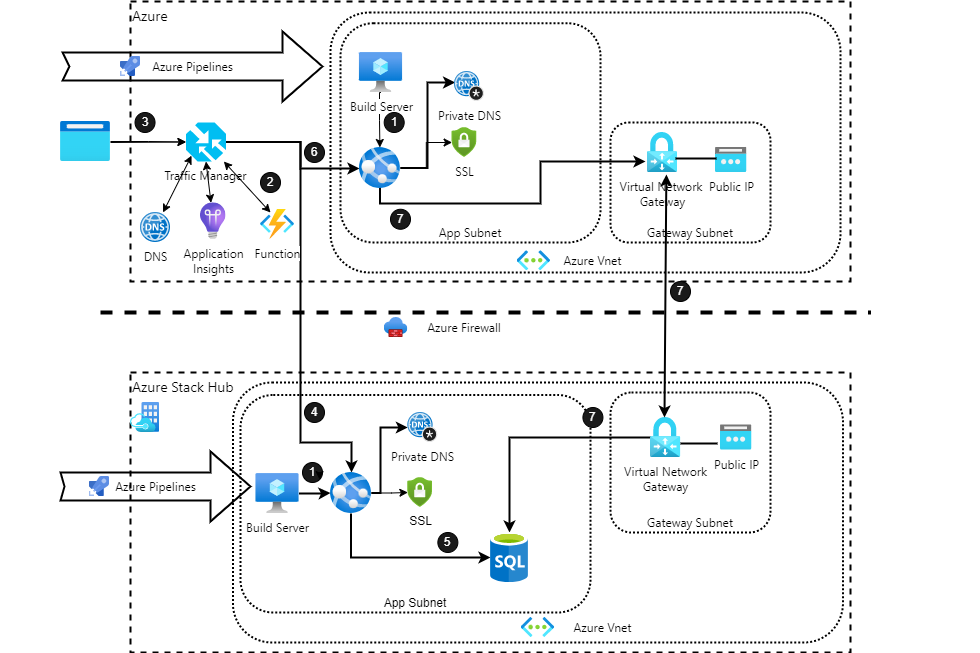 Azure
Azure Pipelines
Build Server
DNS
*
Private DNS
1
3
SSL
6
Traffic Manager
2
Virtual Network
Gateway
Public IP
7
DNS
DNS
Application
Insights
Function
App Subnet
Gateway Subnet
Azure Vnet
7
Azure Firewall
Azure Stack Hub
4
7
DNS
*
Private DNS
Public IP
Virtual Network
Gateway
1
Azure Pipelines
Build Server
SSL
Gateway Subnet
5
SQL
App Subnet
Azure Vnet